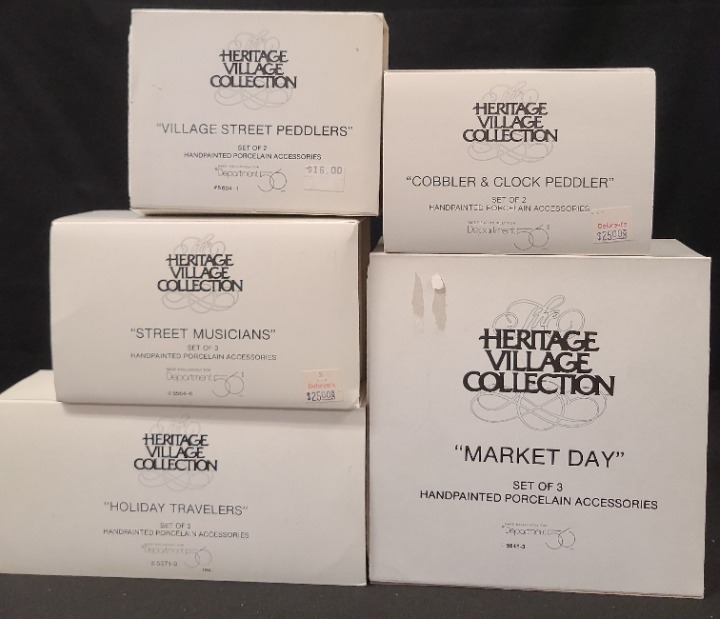 HERITAGE
VILLAGE
COLLECTION
"VILLAGE STREET PEDDLERS"
SET OF 2
HANDPAINTED PORCELAIN ACCESSORIES
Department 56
$16.00
The
HERITAGE
VILLAGE
COLLECTION
"COBBLER & CLOCK PEDDLER"
SET OF 2
HANDPAINTED PORCELAIN ACCESSORIES
Department 56
The
HERITAGE
VILLAGE
COLLECTION
"STREET MUSICIANS"
SET OF 3
HANDPAINTED PORCELAIN ACCESSORIES
Department 56
The
HERITAGE
VILLAGE
COLLECTION
"MARKET DAY"
SET OF 3
HANDPAINTED PORCELAIN ACCESSORIES
Department 56
HERITAGE
VILLAGE
COLLECTION
"HOLIDAY TRAVELERS"
SET OF 3
HANDPAINTED PORCELAIN ACCESSORIES
Department 56